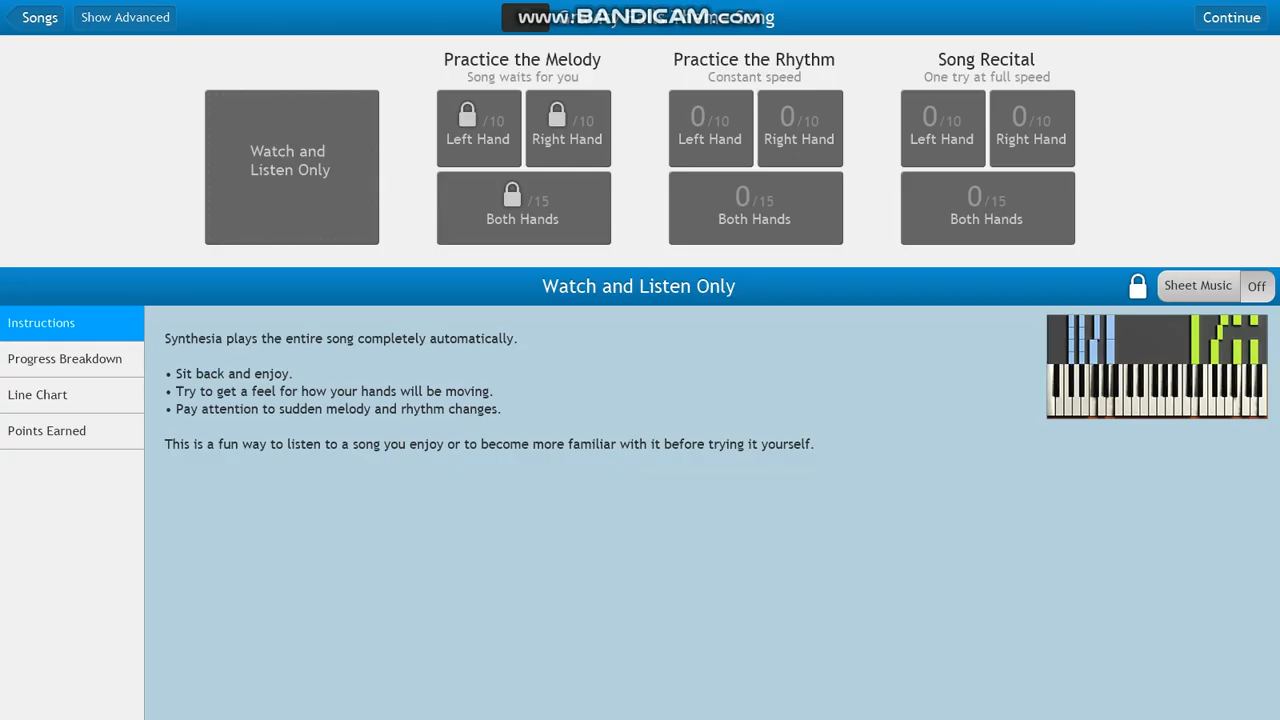 Songs
Show Advanced
www.BANDICAM.com
Song
Continue
Practice the Melody
Song waits for you
Practice the Rhythm
Constant speed
Song Recital
One try at full speed
Watch and
Listen Only
/10
Left Hand
/10
Right Hand
/15
Both Hands
0/10
Left Hand
0/10
Right Hand
0/15
Both Hands
0/10
Left Hand
0/10
Right Hand
0/15
Both Hands
Watch and Listen Only
Sheet Music
Off
Instructions
Progress Breakdown
Line Chart
Points Earned
Synthesia plays the entire song completely automatically.
• Sit back and enjoy.
• Try to get a feel for how your hands will be moving.
• Pay attention to sudden melody and rhythm changes.
This is a fun way to listen to a song you enjoy or to become more familiar with it before trying it yourself.